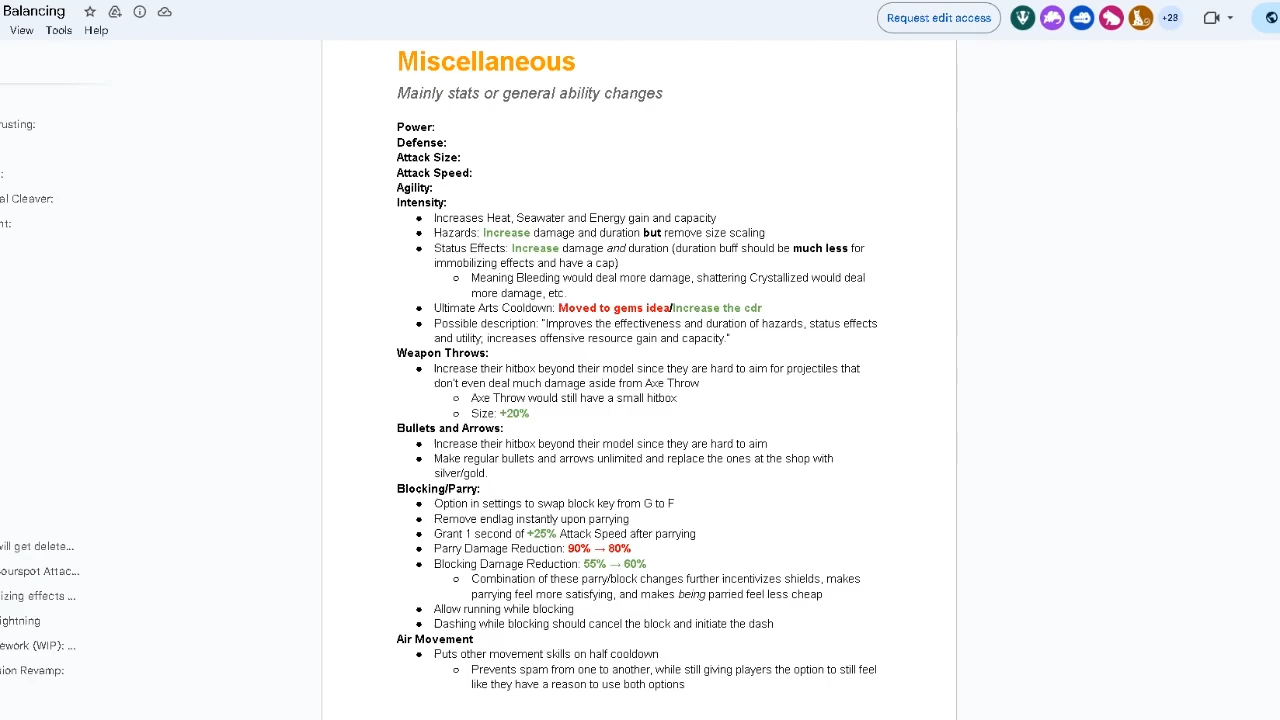 Balancing
View Tools Help
Request edit access
+28
Miscellaneous
Mainly stats or general ability changes
rusting:
:
al Cleaver:
nt:
ill get delete...
ourspot Attac...
izing effects ...
ightning
ework (WIP): ...
ion Revamp:
Power:
Defense:
Attack Size:
Attack Speed:
Agility:
Intensity:
● Increases Heat, Seawater and Energy gain and capacity
● Hazards: Increase damage and duration but remove size scaling
● Status Effects: Increase damage and duration (duration buff should be much less for
immobilizing effects and have a cap)
○ Meaning Bleeding would deal more damage, shattering Crystallized would deal
more damage, etc.
● Ultimate Arts Cooldown: Moved to gems idea/Increase the cdr
● Possible description: "Improves the effectiveness and duration of hazards, status effects
and utility; increases offensive resource gain and capacity."
Weapon Throws:
● Increase their hitbox beyond their model since they are hard to aim for projectiles that
don't even deal much damage aside from Axe Throw
○ Axe Throw would still have a small hitbox
○ Size: +20%
Bullets and Arrows:
● Increase their hitbox beyond their model since they are hard to aim
● Make regular bullets and arrows unlimited and replace the ones at the shop with
silver/gold.
Blocking/Parry:
● Option in settings to swap block key from G to F
● Remove endlag instantly upon parrying
● Grant 1 second of +25% Attack Speed after parrying
● Parry Damage Reduction: 90% → 80%
● Blocking Damage Reduction: 55% → 60%
○ Combination of these parry/block changes further incentivizes shields, makes
parrying feel more satisfying, and makes being parried feel less cheap
● Allow running while blocking
● Dashing while blocking should cancel the block and initiate the dash
Air Movement
● Puts other movement skills on half cooldown
○ Prevents spam from one to another, while still giving players the option to still feel
like they have a reason to use both options